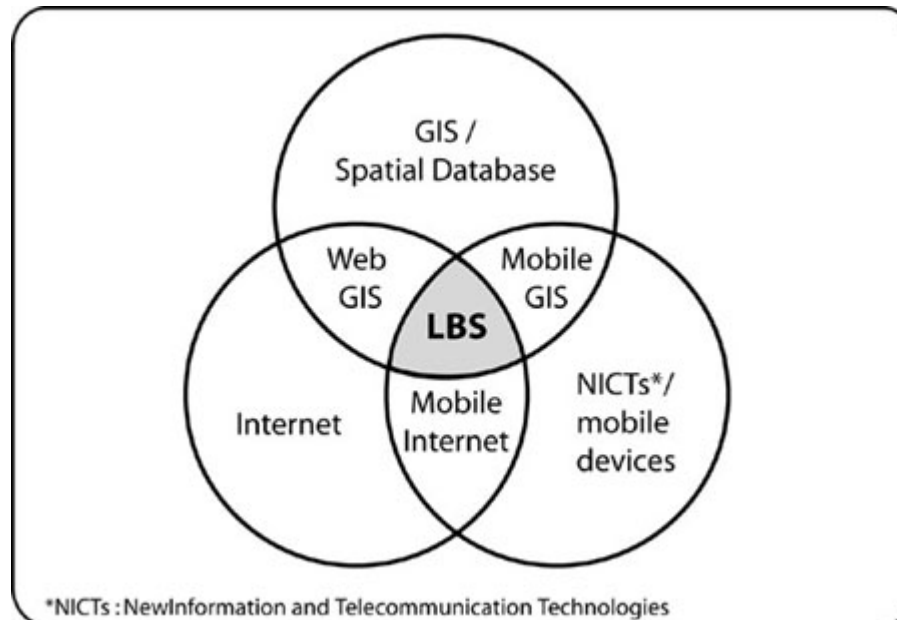 GIS /
Spatial Database
Web
GIS
Mobile
GIS
LBS
Internet
Mobile
Internet
NICTs*/
mobile
devices
*NICTs : NewInformation and Telecommunication Technologies